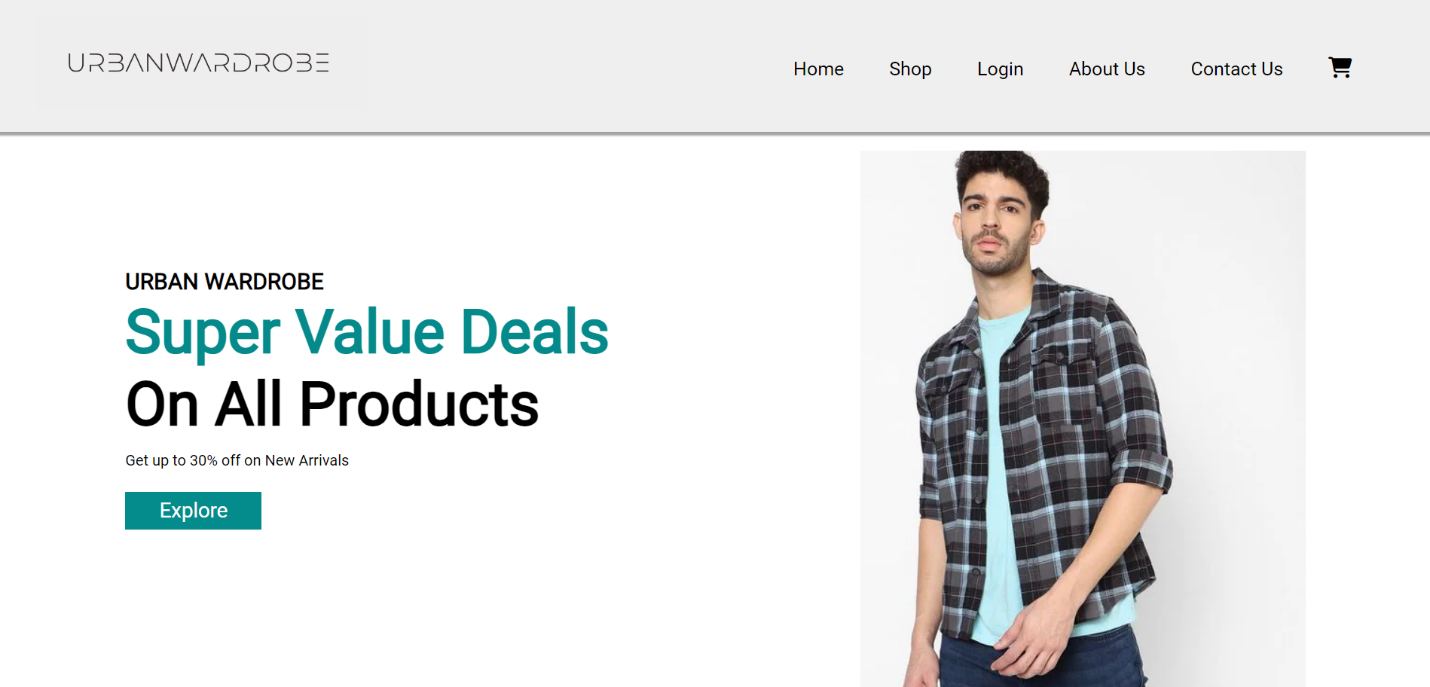 URBANWARDROBE
Home Shop Login About Us Contact Us
URBAN WARDROBE
Super Value Deals
On All Products
Get up to 30% off on New Arrivals
Explore